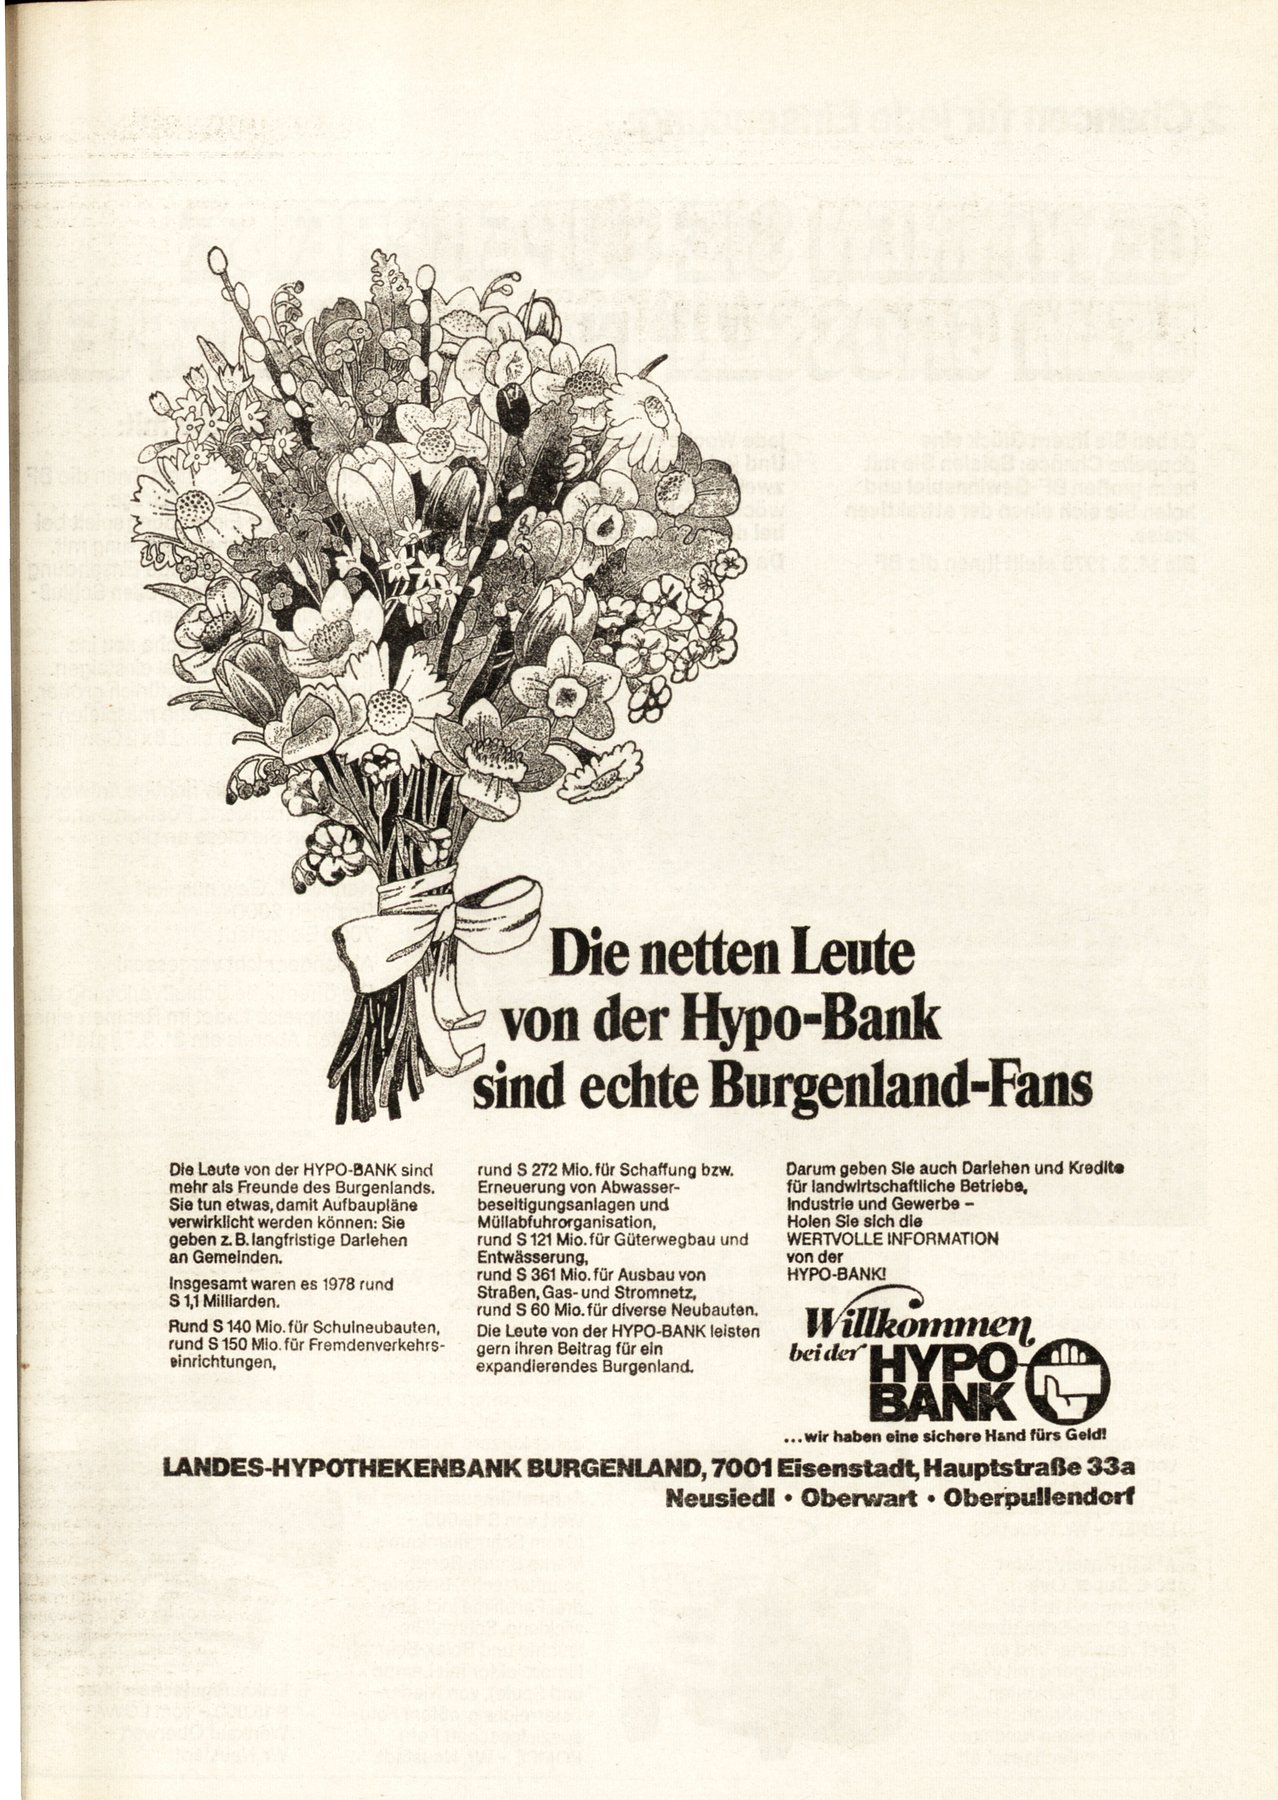 Die netten Leute
von der Hypo-Bank
sind echte Burgenland-Fans
Die Leute von der HYPO-BANK sind
mehr als Freunde des Burgenlands.
Sie tun etwas, damit Aufbaupläne
verwirklicht werden können: Sie
geben z. B. langfristige Darlehen
an Gemeinden.
Insgesamt waren es 1978 rund
S 1,1 Milliarden.
Rund S 140 Mio. für Schulneubauten,
rund S 150 Mio. für Fremdenverkehrs-
einrichtungen,
rund S 272 Mio. für Schaffung bzw.
Erneuerung von Abwasser-
beseitigungsanlagen und
Müllabfuhrorganisation,
rund S 121 Mio. für Güterwegbau und
Entwässerung,
rund S 361 Mio. für Ausbau von
Straßen, Gas- und Stromnetz,
rund S 60 Mio. für diverse Neubauten.
Die Leute von der HYPO-BANK leisten
gern ihren Beitrag für ein
expandierendes Burgenland.
Darum geben Sie auch Darlehen und Kredite
für landwirtschaftliche Betriebe,
Industrie und Gewerbe –
Holen Sie sich die
WERTVOLLE INFORMATION
von der
HYPO-BANK!
Willkommen
bei der HYPO
BANK
...wir haben eine sichere Hand fürs Geld!
LANDES-HYPOTHEKENBANK BURGENLAND, 7001 Eisenstadt, Hauptstraße 33a
Neusiedl • Oberwart • Oberpullendorf